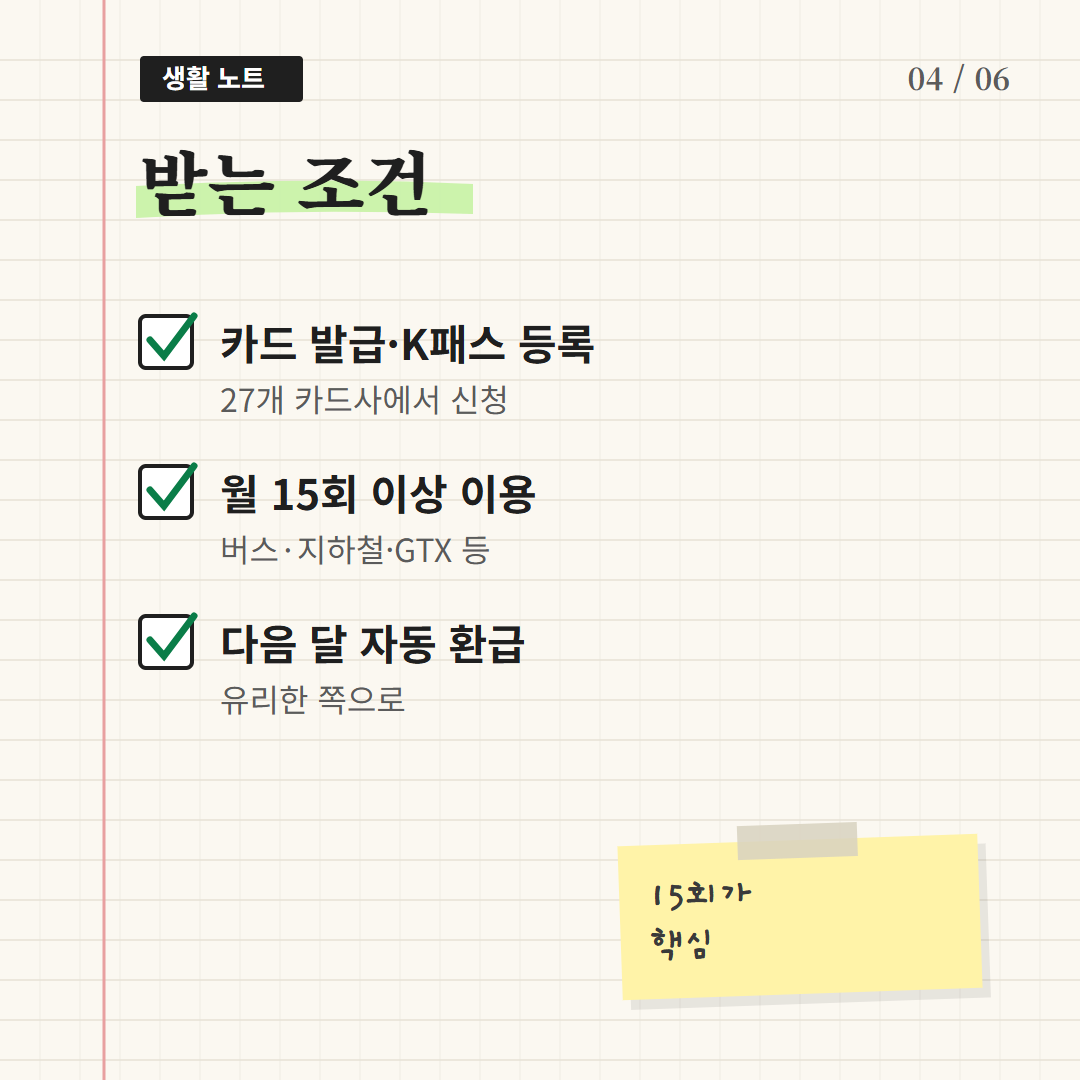 생활 노트
04 / 06
받는 조건
카드 발급·K패스 등록
27개 카드사에서 신청
월 15회 이상 이용
버스·지하철·GTX 등
다음 달 자동 환급
유리한 쪽으로
15회가
핵심